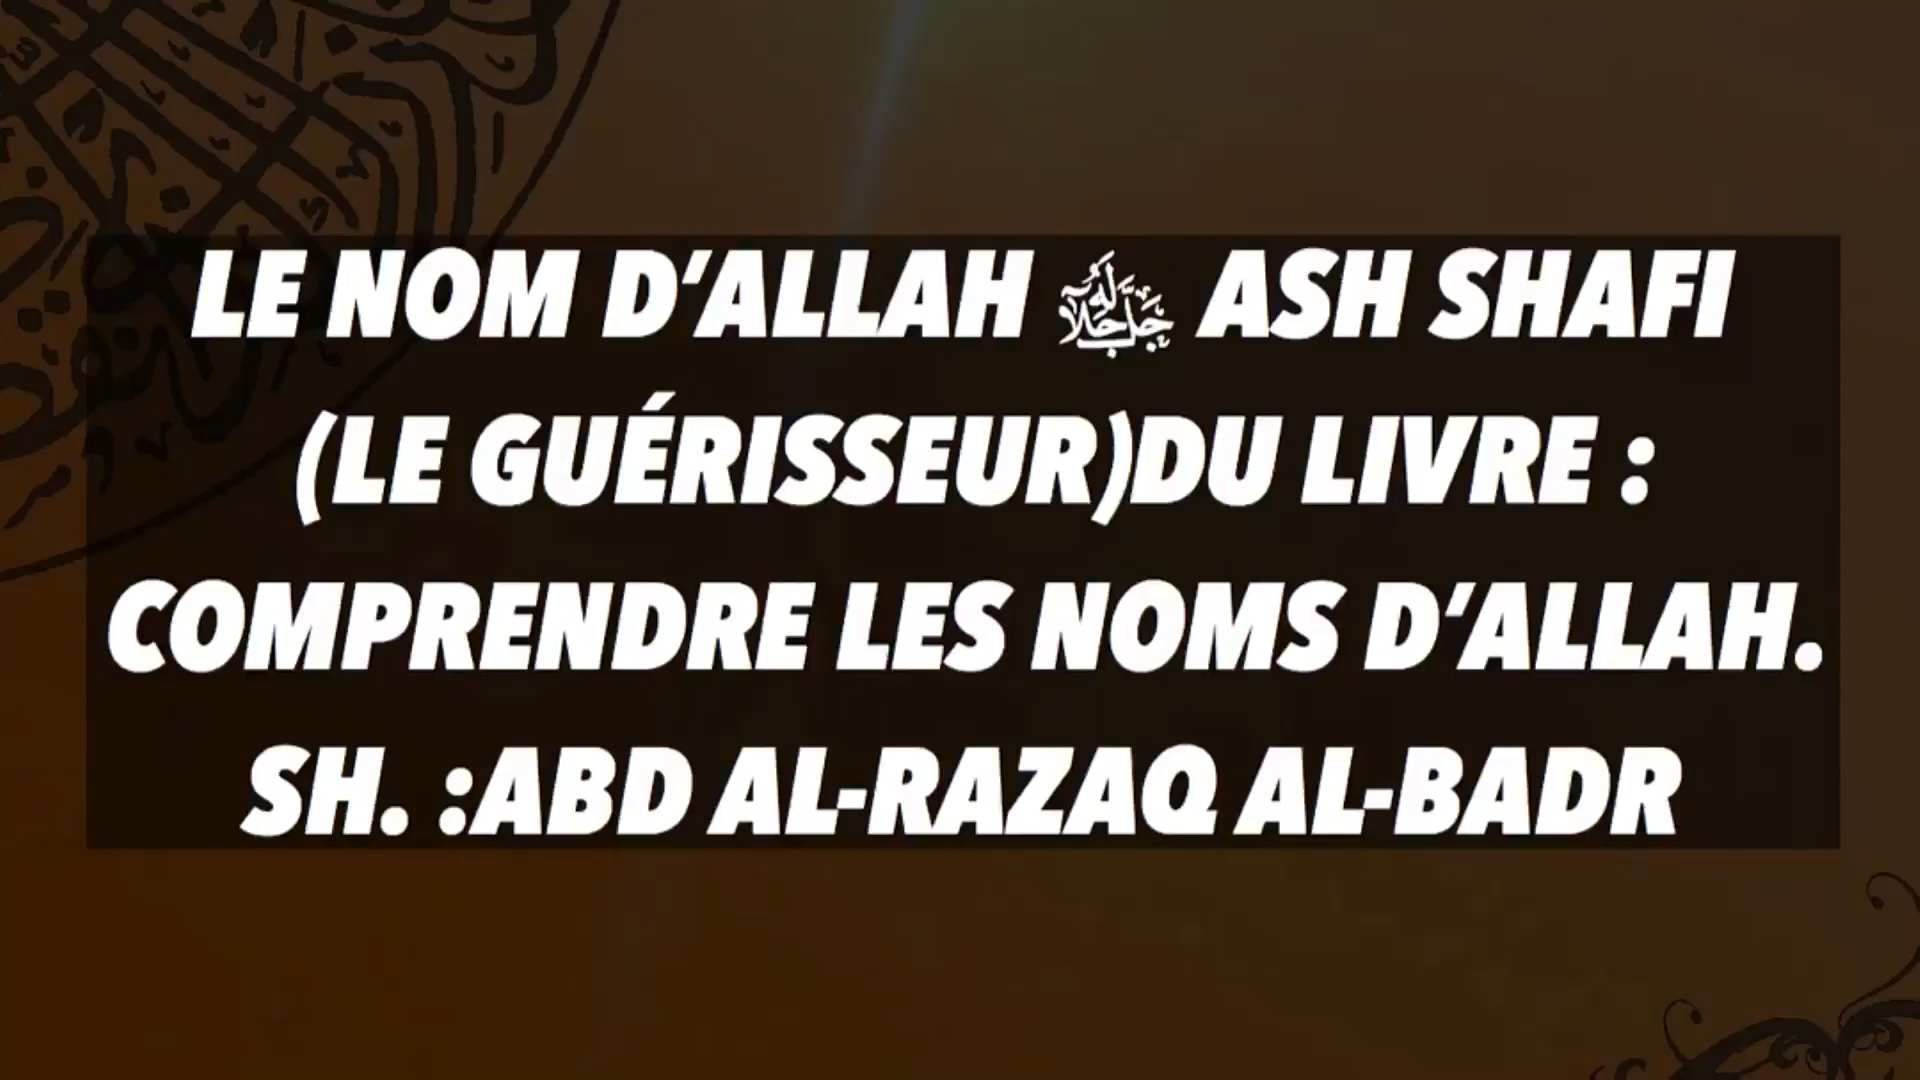 LE NOM D'ALLAH ﷻ ASH SHAFI
(LE GUÉRISSEUR)DU LIVRE :
COMPRENDRE LES NOMS D'ALLAH.
SH. :ABD AL-RAZAQ AL-BADR